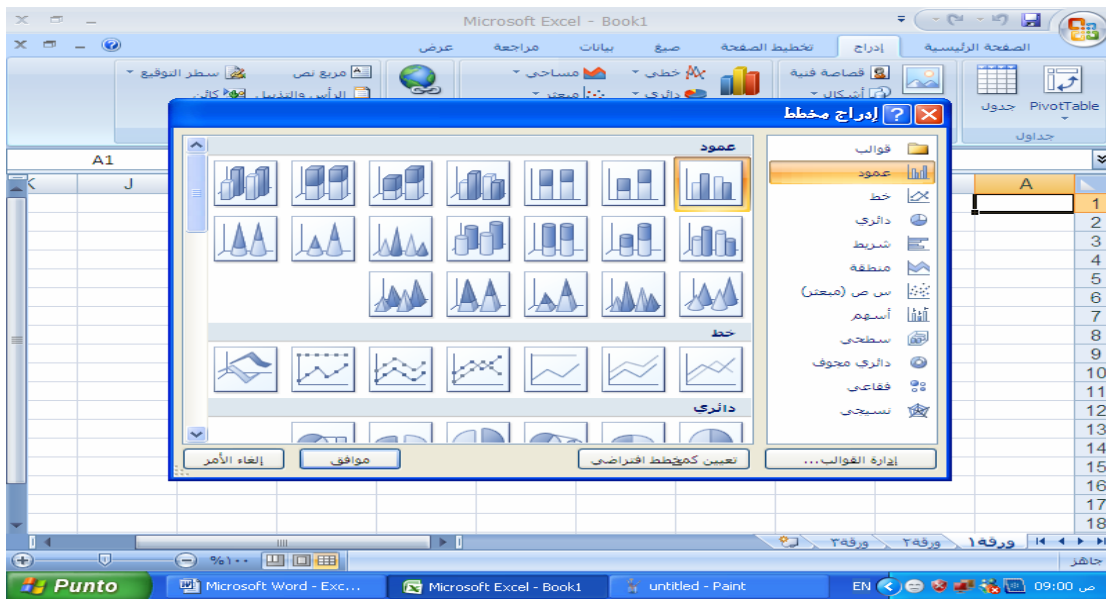 Microsoft Excel - Book1
الصفحة الرئيسية
إدراج
تخطيط الصفحة
صيغ
بيانات
مراجعة
عرض
PivotTable
جدول
جداول
قصاصة فنية
أشكال
خطي
دائري
مساحي
مبعثر
مربع نص
الرأس والتذييل
سطر التوقيع
كائن
A1
إدراج مخطط
قوالب
عمود
خط
دائري
شريط
منطقة
س ص (مبعثر)
أسهم
سطحي
دائري مجوف
فقاعي
نسيجي
عمود
خط
دائري
إدارة القوالب...
تعيين كمخطط افتراضي
موافق
إلغاء الأمر
A
J
K
1
2
3
4
5
6
7
8
9
10
11
12
13
14
15
16
17
18
ورقة١
ورقة٢
ورقة٣
جاهز
١٠٠%
Punto
Microsoft Word - Exc...
Microsoft Excel - Book1
untitled - Paint
EN
09:00 ص